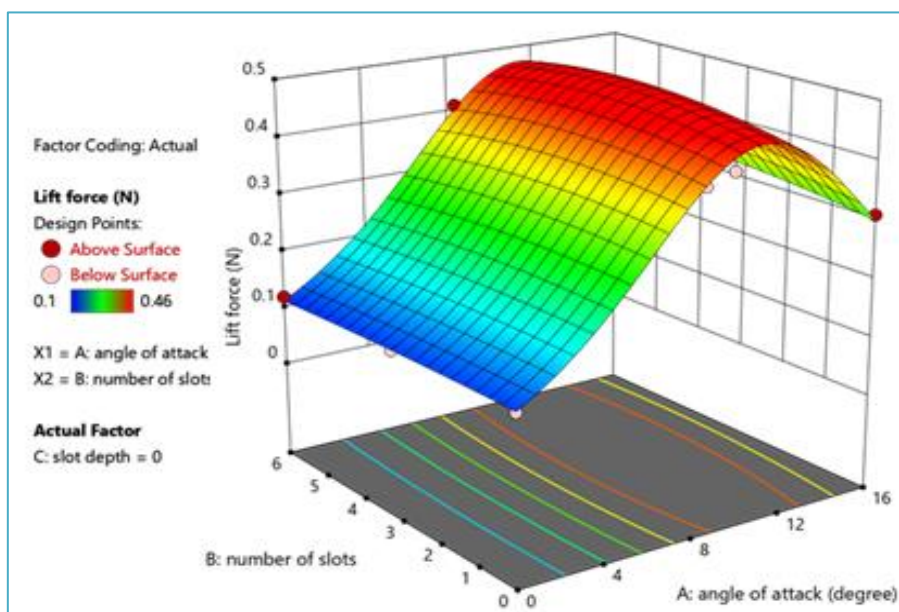 Factor Coding: Actual
Lift force (N)
Design Points:
Above Surface
Below Surface
0.1 0.46
X1 = A: angle of attack
X2 = B: number of slots
Actual Factor
C: slot depth = 0
0.5
0.4
0.3
0.2
0.1
0
Lift force (N)
6
5
4
3
2
1
0
B: number of slots
0
4
8
12
16
A: angle of attack (degree)